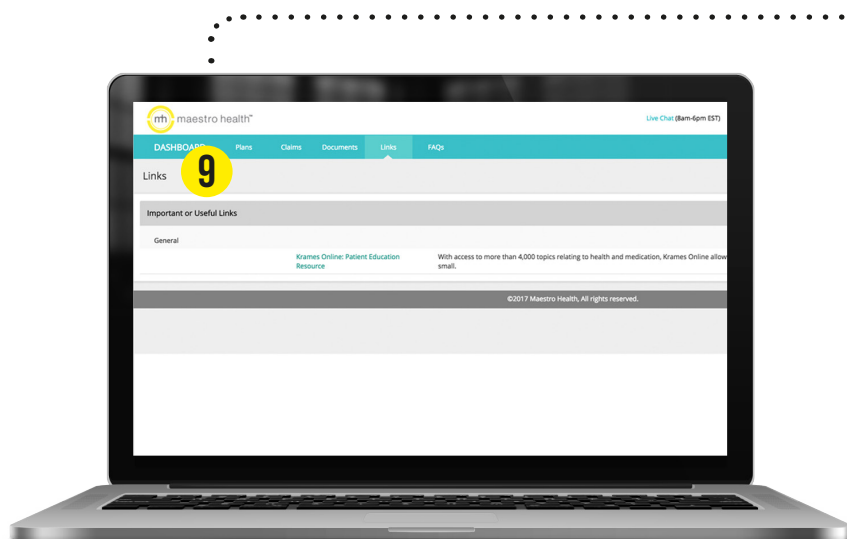 mh maestro health™
Live Chat (8am-6pm EST)
DASHBOARD Plans Claims Documents Links FAQs
Links
9
Important or Useful Links
General
Krames Online: Patient Education
Resource
With access to more than 4,000 topics relating to health and medication, Krames Online allow
small.
©2017 Maestro Health, All rights reserved.